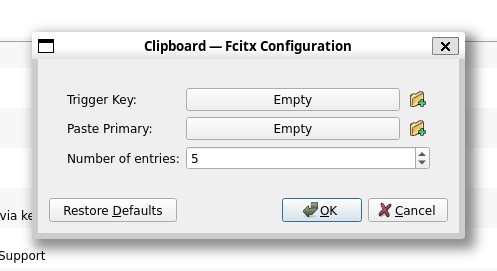 Clipboard — Fcitx Configuration
Trigger Key: Empty
Paste Primary: Empty
Number of entries: 5
via ke
Restore Defaults OK Cancel
Support